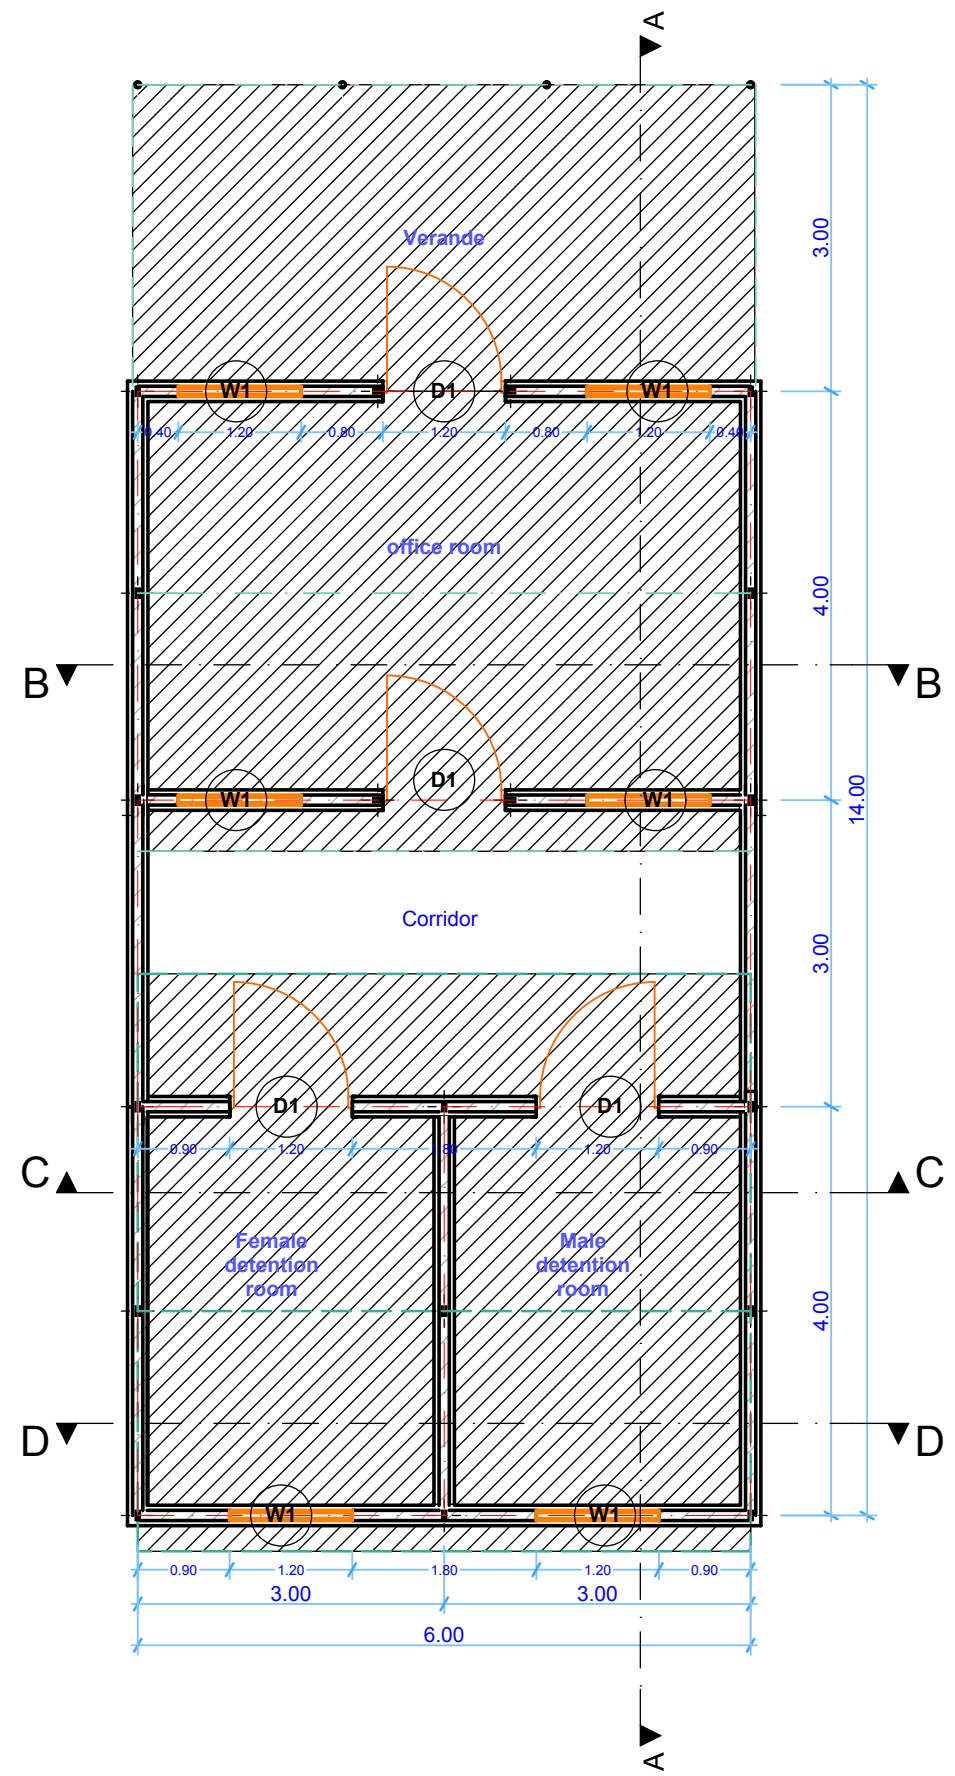 A
Verande
3.00
W1
D1
W1
0.40
1.20
0.80
1.20
0.80
1.20
0.40
office room
4.00
B
B
D1
W1
W1
14.00
Corridor
3.00
D1
D1
0.90
1.20
1.80
1.20
0.90
C
C
Female
detention
room
Male
detention
room
4.00
D
D
W1
W1
0.90
1.20
1.80
1.20
0.90
3.00
3.00
6.00
A